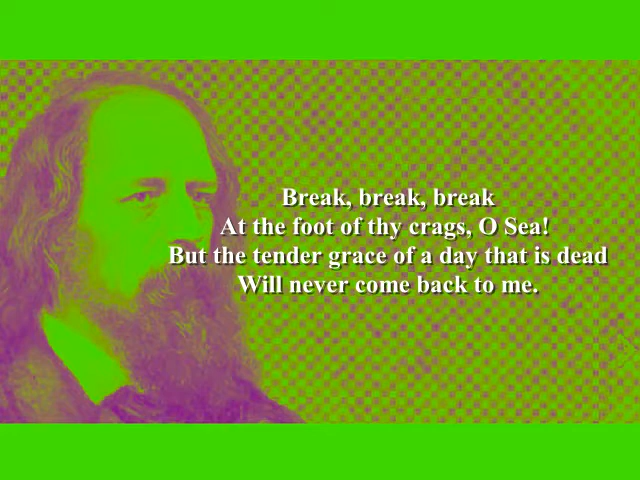 Break, break, break
At the foot of thy crags, O Sea!
But the tender grace of a day that is dead
Will never come back to me.